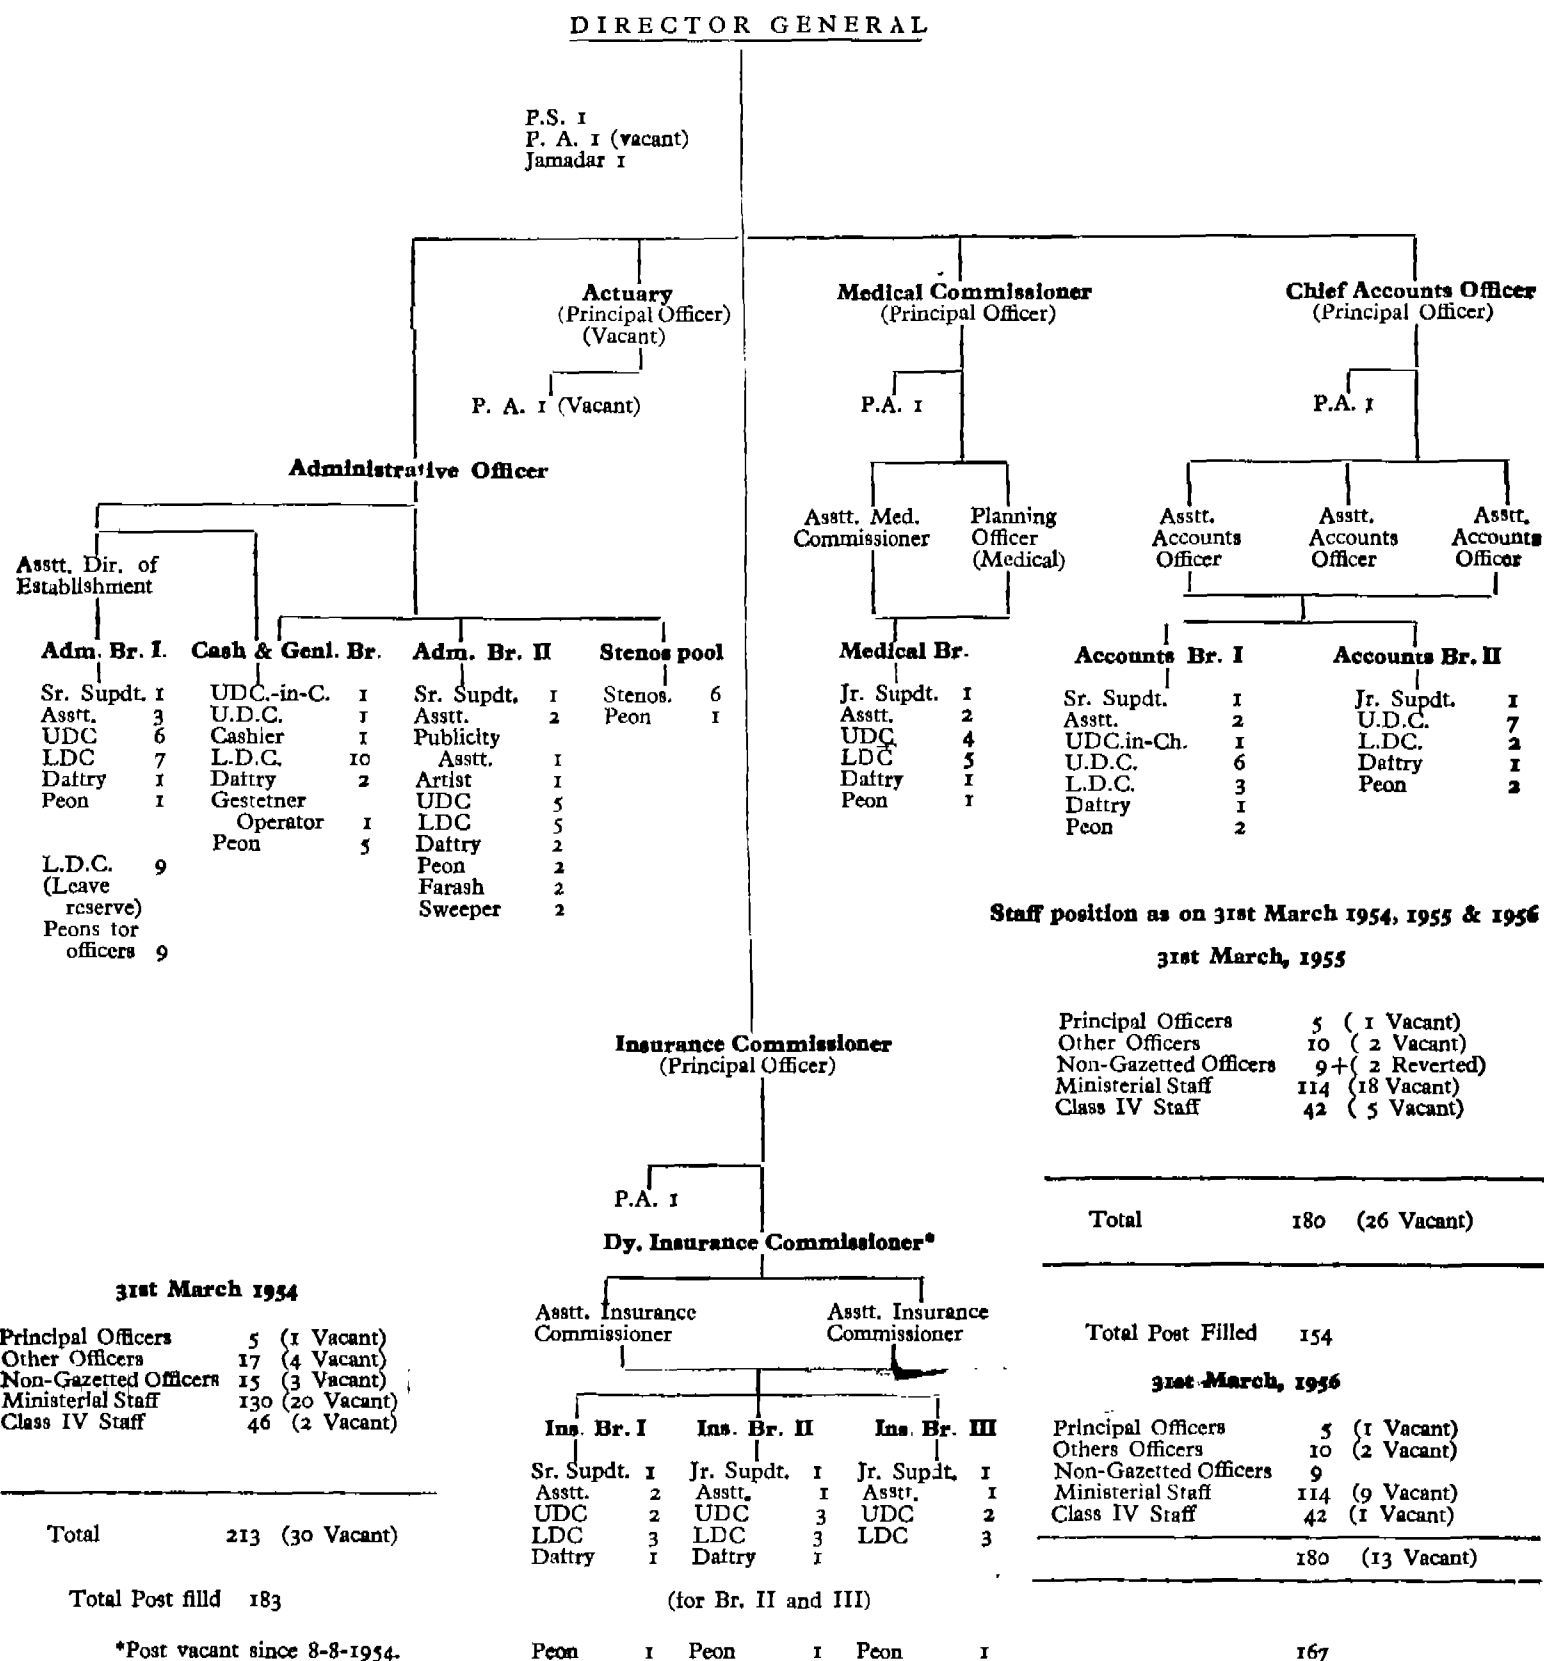 DIRECTOR GENERAL
P.S. 1
P. A. 1 (vacant)
Jamadar 1
Actuary
(Principal Officer)
(Vacant)
P. A. 1 (Vacant)
Medical Commissioner
(Principal Officer)
P.A. 1
Chief Accounts Officer
(Principal Officer)
P.A. 1
Administrative Officer
Asstt. Dir. of
Establishment
Asstt. Med.
Commissioner
Planning
Officer
(Medical)
Asstt.
Accounts
Officer
Asstt.
Accounts
Officer
Asstt.
Accounts
Officer
Adm. Br. I.
Sr. Supdt. 1
Asstt. 3
UDC 6
LDC 7
Daftry 1
Peon 1
L.D.C. 9
(Leave
reserve)
Peons for
officers 9
Cash & Genl. Br.
UDC.-in-C. 1
U.D.C. 1
Cashier 1
L.D.C. 10
Daftry 2
Gestetner
Operator 1
Peon 5
Adm. Br. II
Sr. Supdt. 1
Asstt. 2
Publicity
Asstt. 1
Artist 1
UDC 5
LDC 5
Daftry 2
Peon 2
Farash 2
Sweeper 2
Stenos pool
Stenos. 6
Peon 1
Medical Br.
Jr. Supdt. 1
Asstt. 2
UDC 4
LDC 5
Daftry 1
Peon 1
Accounts Br. I
Sr. Supdt. 1
Asstt. 2
UDC.in-Ch. 1
U.D.C. 6
L.D.C. 3
Daftry 1
Peon 2
Accounts Br. II
Jr. Supdt. 1
U.D.C. 7
L.DC. 2
Daftry 1
Peon 2
Staff position as on 31st March 1954, 1955 & 1956
31st March, 1955
Principal Officers 5 ( 1 Vacant)
Other Officers 10 ( 2 Vacant)
Non-Gazetted Officers 9+( 2 Reverted)
Ministerial Staff 114 (18 Vacant)
Class IV Staff 42 ( 5 Vacant)
Total 180 (26 Vacant)
Total Post Filled 154
Insurance Commissioner
(Principal Officer)
P.A. 1
Dy. Insurance Commissioner*
Asstt. Insurance
Commissioner
Asstt. Insurance
Commissioner
31st March 1954
Principal Officers 5 (1 Vacant)
Other Officers 17 (4 Vacant)
Non-Gazetted Officers 15 (3 Vacant)
Ministerial Staff 130 (20 Vacant)
Class IV Staff 46 (2 Vacant)
Total 213 (30 Vacant)
Total Post filld 183
*Post vacant since 8-8-1954.
Ins. Br. I
Sr. Supdt. 1
Asstt. 2
UDC 2
LDC 3
Daftry 1
Ins. Br. II
Jr. Supdt. 1
Asstt. 1
UDC 3
LDC 3
Daftry 1
Ins. Br. III
Jr. Supdt. 1
Asstt. 1
UDC 2
LDC 3
(for Br. II and III)
Peon 1 Peon 1 Peon 1
31st March, 1956
Principal Officers 5 (1 Vacant)
Others Officers 10 (2 Vacant)
Non-Gazetted Officers 9
Ministerial Staff 114 (9 Vacant)
Class IV Staff 42 (1 Vacant)
180 (13 Vacant)
167